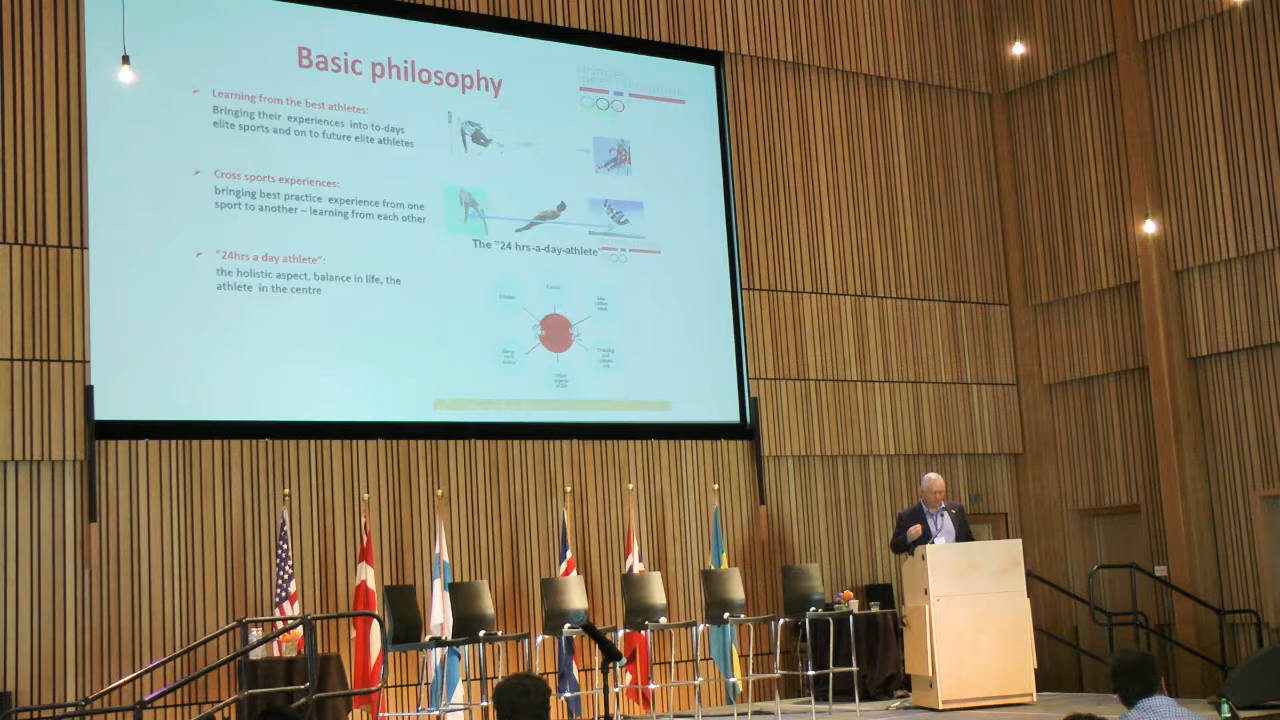 Basic philosophy
Learning from the best athletes:
Bringing their experiences into to-days
elite sports and on to future elite athletes
Cross sports experiences:
bringing best practice experience from one
sport to another – learning from each other
"24hrs a day athlete":
the holistic aspect, balance in life, the
athlete in the centre
The "24 hrs-a-day-athlete"
Training
and